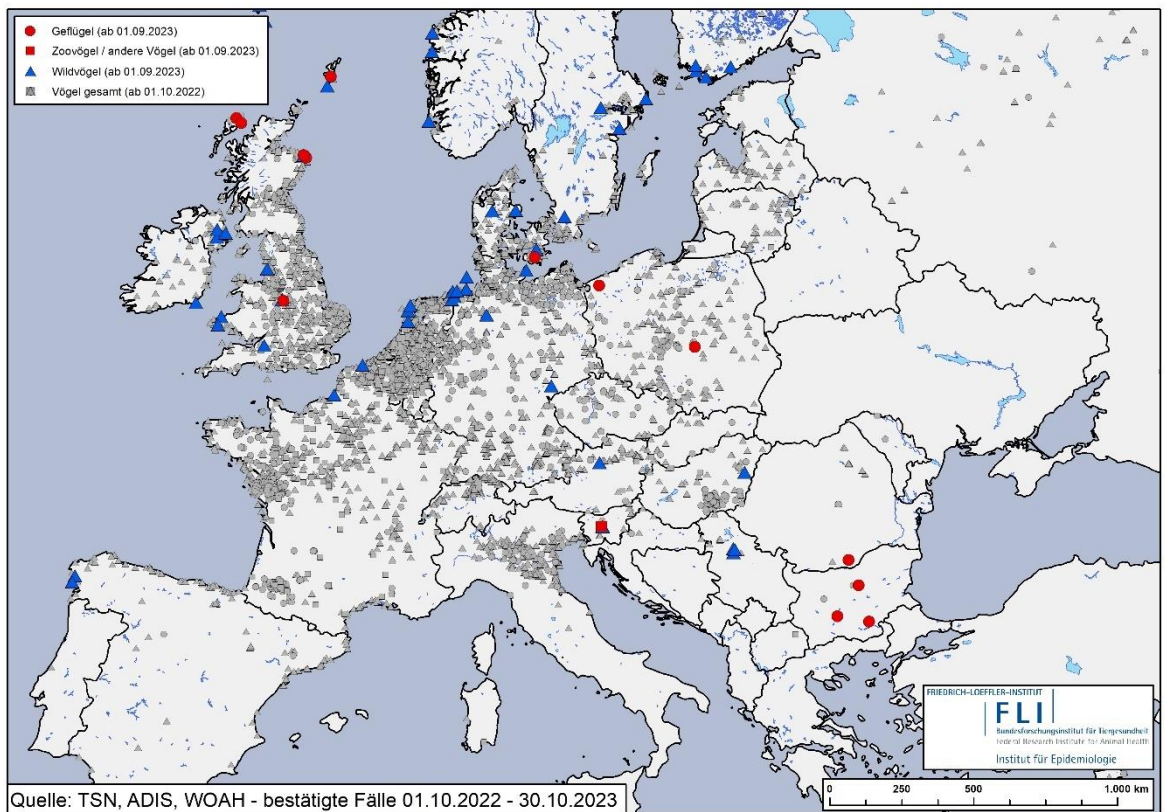 Geflügel (ab 01.09.2023)
Zoovögel / andere Vögel (ab 01.09.2023)
Wildvögel (ab 01.09.2023)
Vögel gesamt (ab 01.10.2022)
FRIEDRICH-LOEFFLER-INSTITUT
FLI
Bundesforschungsinstitut für Tiergesundheit
Federal Research Institute for Animal Health
Institut für Epidemiologie
0 250 500 1.000 km
Quelle: TSN, ADIS, WOAH - bestätigte Fälle 01.10.2022 - 30.10.2023